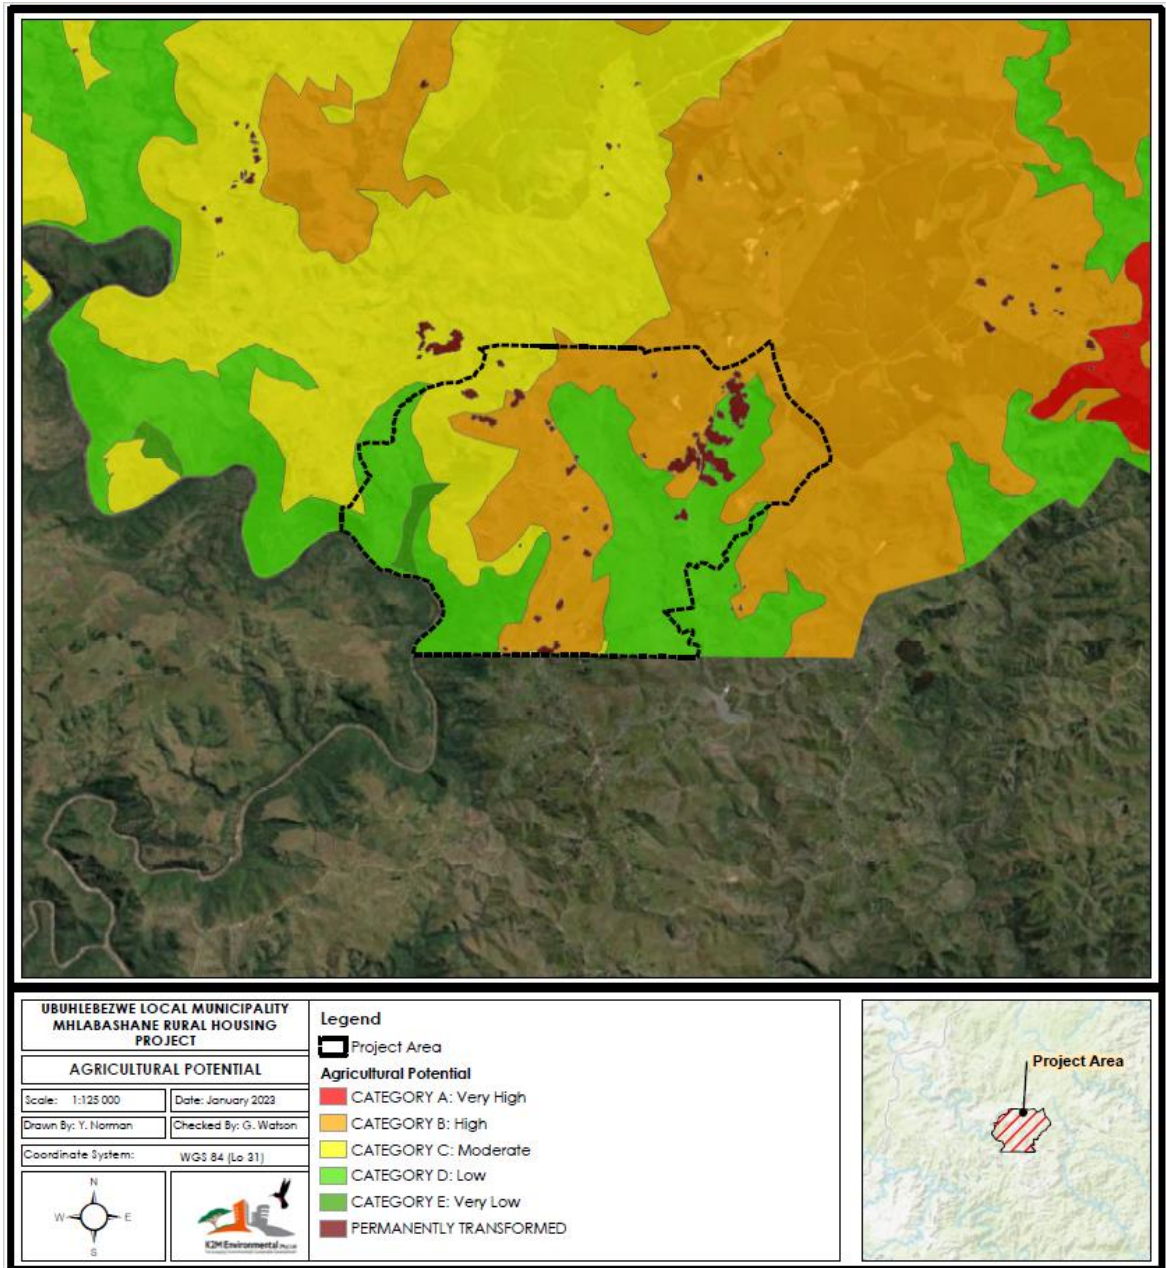 UBUHLEBEZWE LOCAL MUNICIPALITY
MHLABASHANE RURAL HOUSING
PROJECT
AGRICULTURAL POTENTIAL
Scale: 1:125 000
Date: January 2023
Drawn By: Y. Norman
Checked By: G. Watson
Coordinate System: WGS 84 (Lo 31)
N
W E
S
K2M Environmental (Pty) Ltd
Legend
Project Area
Agricultural Potential
CATEGORY A: Very High
CATEGORY B: High
CATEGORY C: Moderate
CATEGORY D: Low
CATEGORY E: Very Low
PERMANENTLY TRANSFORMED
Project Area